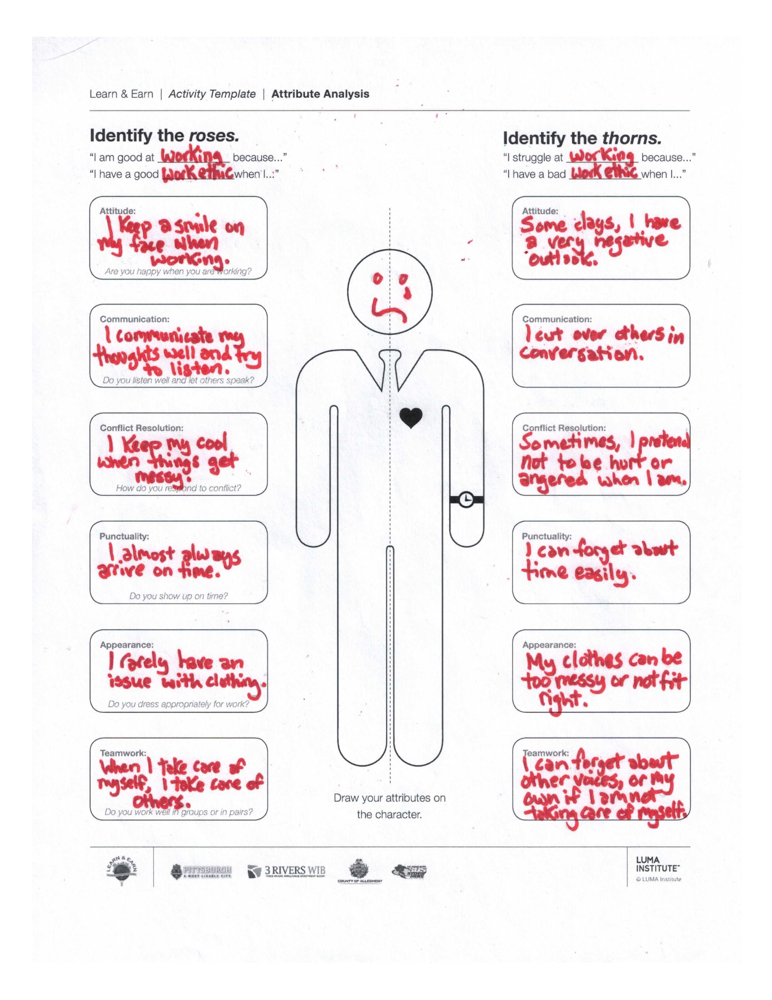 Learn & Earn | Activity Template | Attribute Analysis
Identify the roses.
"I am good at working because..."
"I have a good work ethic when I..."
Attitude:
I keep a smile on
my face when
working.
Are you happy when you are working?
Communication:
I communicate my
thoughts well and try
to listen.
Do you listen well and let others speak?
Conflict Resolution:
I keep my cool
when things get
messy.
How do you respond to conflict?
Punctuality:
I almost always
arrive on time.
Do you show up on time?
Appearance:
I rarely have an
issue with clothing.
Do you dress appropriately for work?
Teamwork:
When I take care of
myself, I take care of
others.
Do you work well in groups or in pairs?
Draw your attributes on
the character.
Identify the thorns.
"I struggle at working because..."
"I have a bad work ethic when I..."
Attitude:
Some days, I have
a very negative
outlook.
Communication:
I cut over others in
conversation.
Conflict Resolution:
Sometimes, I pretend
not to be hurt or
angered when I am.
Punctuality:
I can forget about
time easily.
Appearance:
My clothes can be
too messy or not fit
right.
Teamwork:
I can forget about
other voices, or my
own if I am not
taking care of myself.
LEARN & EARN
PITTSBURGH
A MOST LIVABLE CITY
3 RIVERS WIB
THREE RIVERS WORKFORCE INVESTMENT BOARD
COUNTY OF ALLEGHENY
STOPS
HERE
LUMA
INSTITUTE
© LUMA Institute